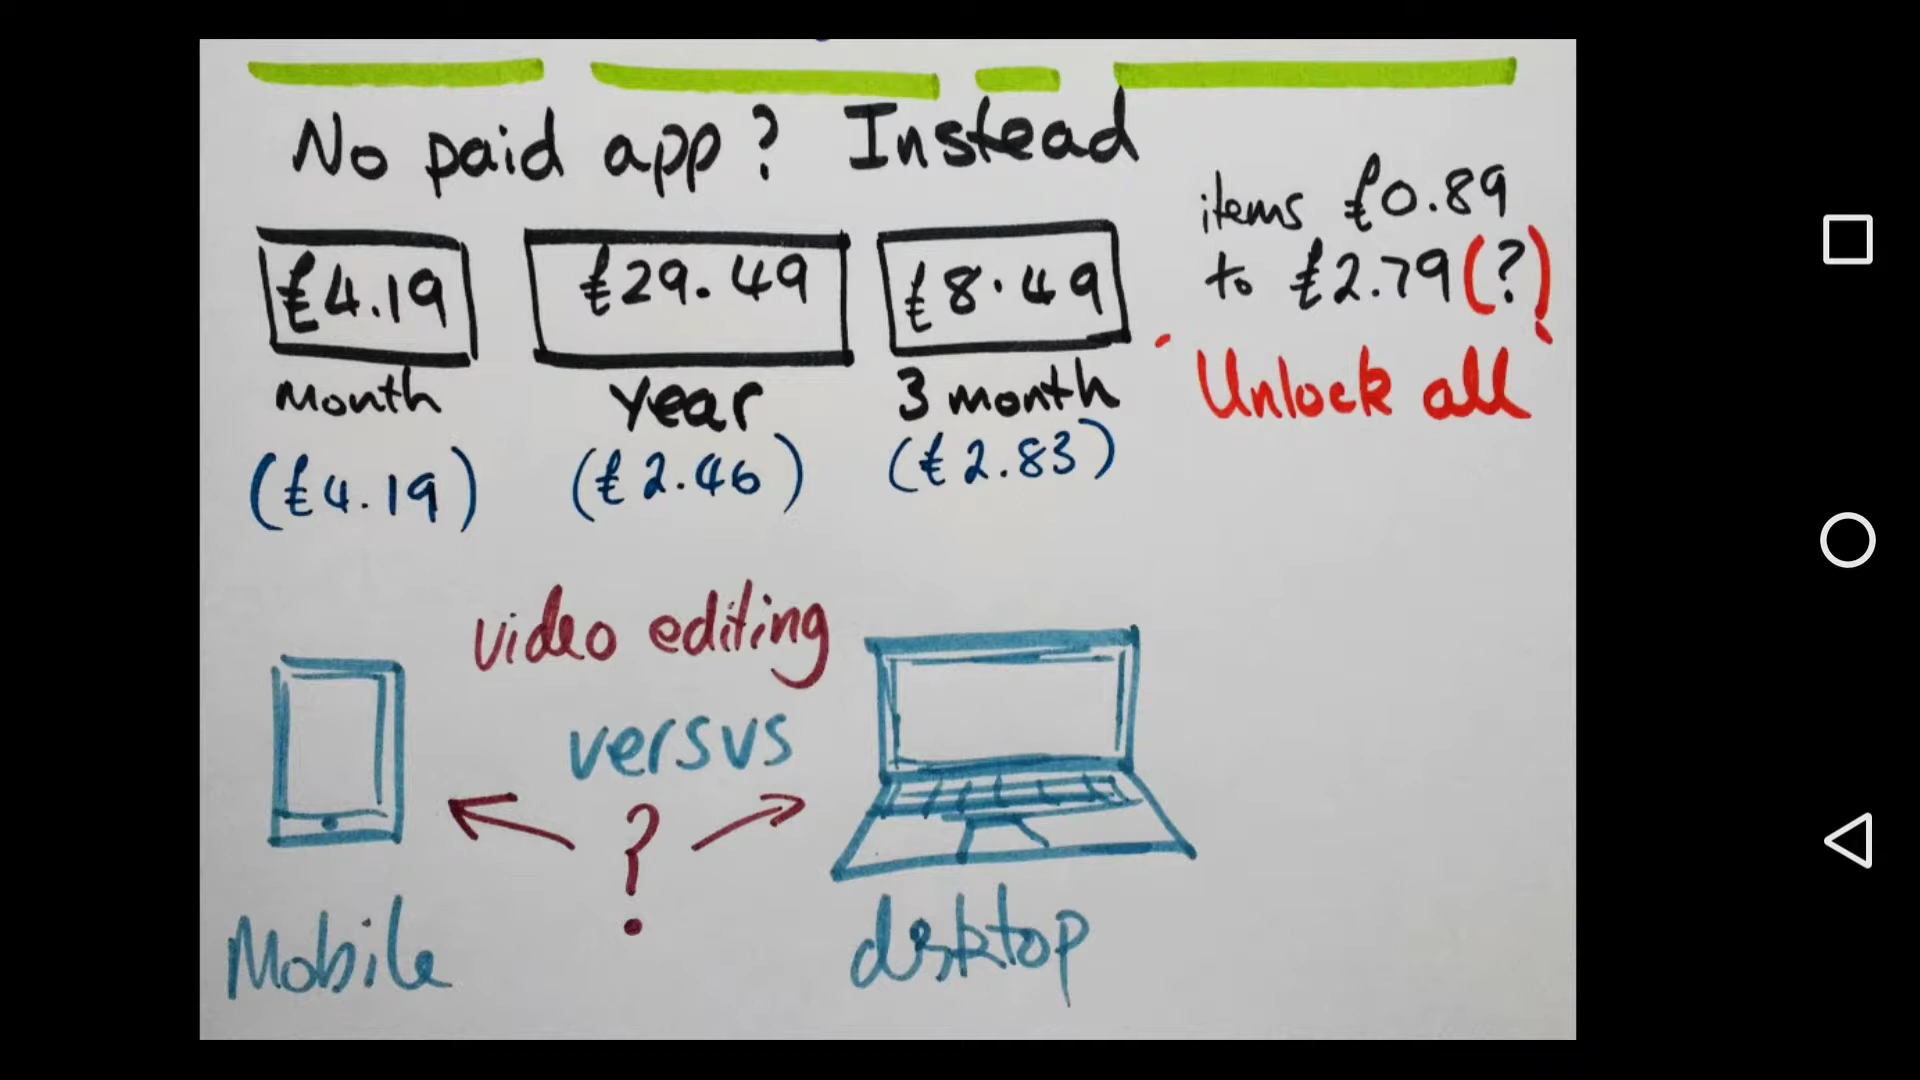 No paid app? Instead
items £0.89
to £2.79(?)
£4.19
£29.49
£8.49
Month
Year
3 month
Unlock all
(£4.19)
(£2.46)
(£2.83)
video editing
versus
?
Mobile
desktop